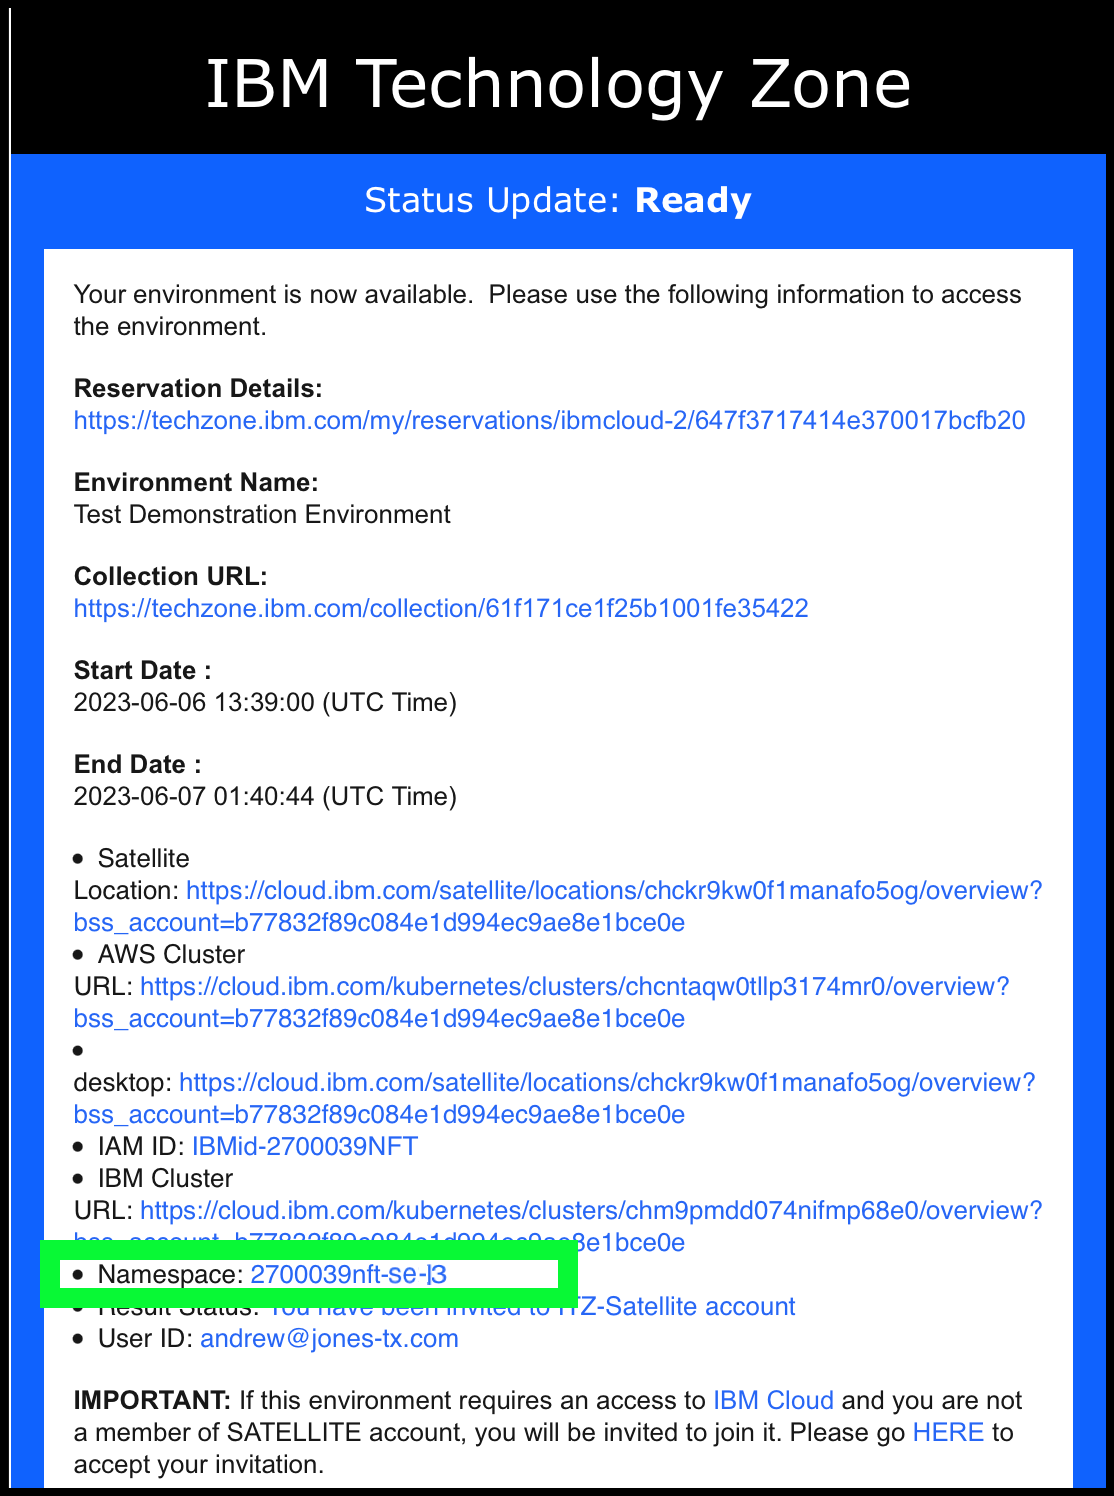 IBM Technology Zone
Status Update: Ready
Your environment is now available.  Please use the following information to access
the environment.
Reservation Details:
https://techzone.ibm.com/my/reservations/ibmcloud-2/647f3717414e370017bcfb20
Environment Name:
Test Demonstration Environment
Collection URL:
https://techzone.ibm.com/collection/61f171ce1f25b1001fe35422
Start Date :
2023-06-06 13:39:00 (UTC Time)
End Date :
2023-06-07 01:40:44 (UTC Time)
• Satellite
Location: https://cloud.ibm.com/satellite/locations/chckr9kw0f1manafo5og/overview?
bss_account=b77832f89c084e1d994ec9ae8e1bce0e
• AWS Cluster
URL: https://cloud.ibm.com/kubernetes/clusters/chcntaqw0tllp3174mr0/overview?
bss_account=b77832f89c084e1d994ec9ae8e1bce0e
•
desktop: https://cloud.ibm.com/satellite/locations/chckr9kw0f1manafo5og/overview?
bss_account=b77832f89c084e1d994ec9ae8e1bce0e
• IAM ID: IBMid-2700039NFT
• IBM Cluster
URL: https://cloud.ibm.com/kubernetes/clusters/chm9pmdd074nifmp68e0/overview?
bss_account=b77832f89c084e1d994ec9ae8e1bce0e
• Namespace:
• Result Status: You have been invited to ITZ-Satellite account
• User ID: andrew@jones-tx.com
IMPORTANT: If this environment requires an access to IBM Cloud and you are not
a member of SATELLITE account, you will be invited to join it. Please go HERE to
accept your invitation.